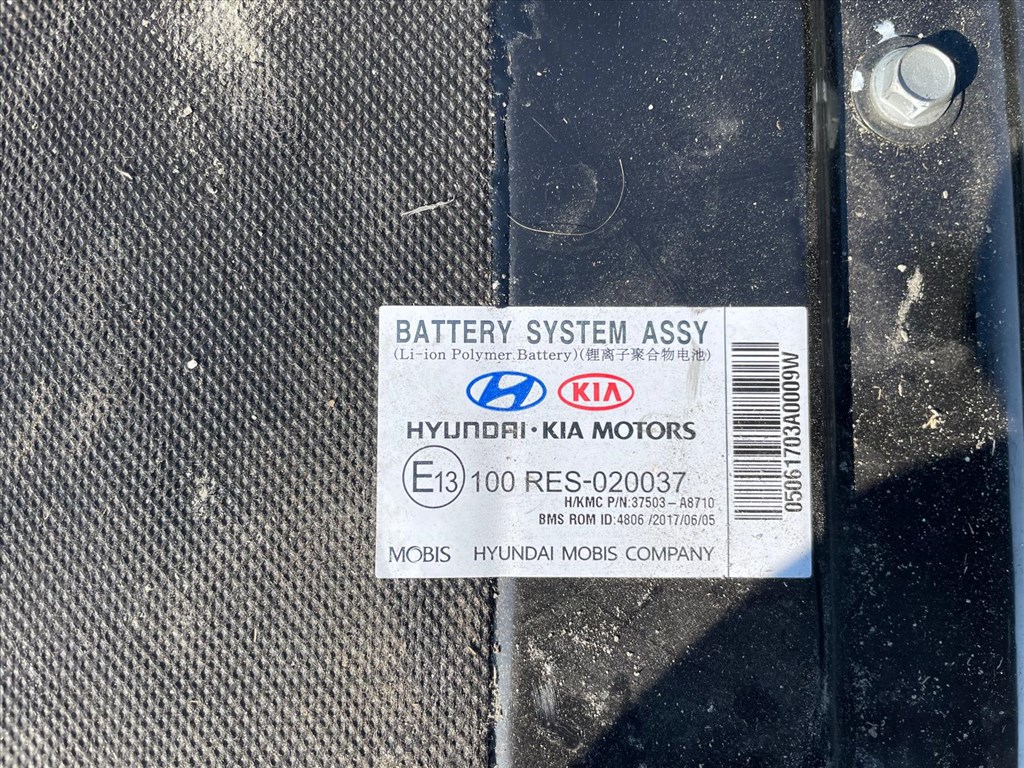 BATTERY SYSTEM ASSY
(Li-ion Polymer Battery)(锂离子聚合物电池)
H KIA
HYUNDAI·KIA MOTORS
E13 100 RES-020037
H/KMC P/N:37503-A8710
BMS ROM ID:4806 /2017/06/05
MOBIS HYUNDAI MOBIS COMPANY
05061703A0009W